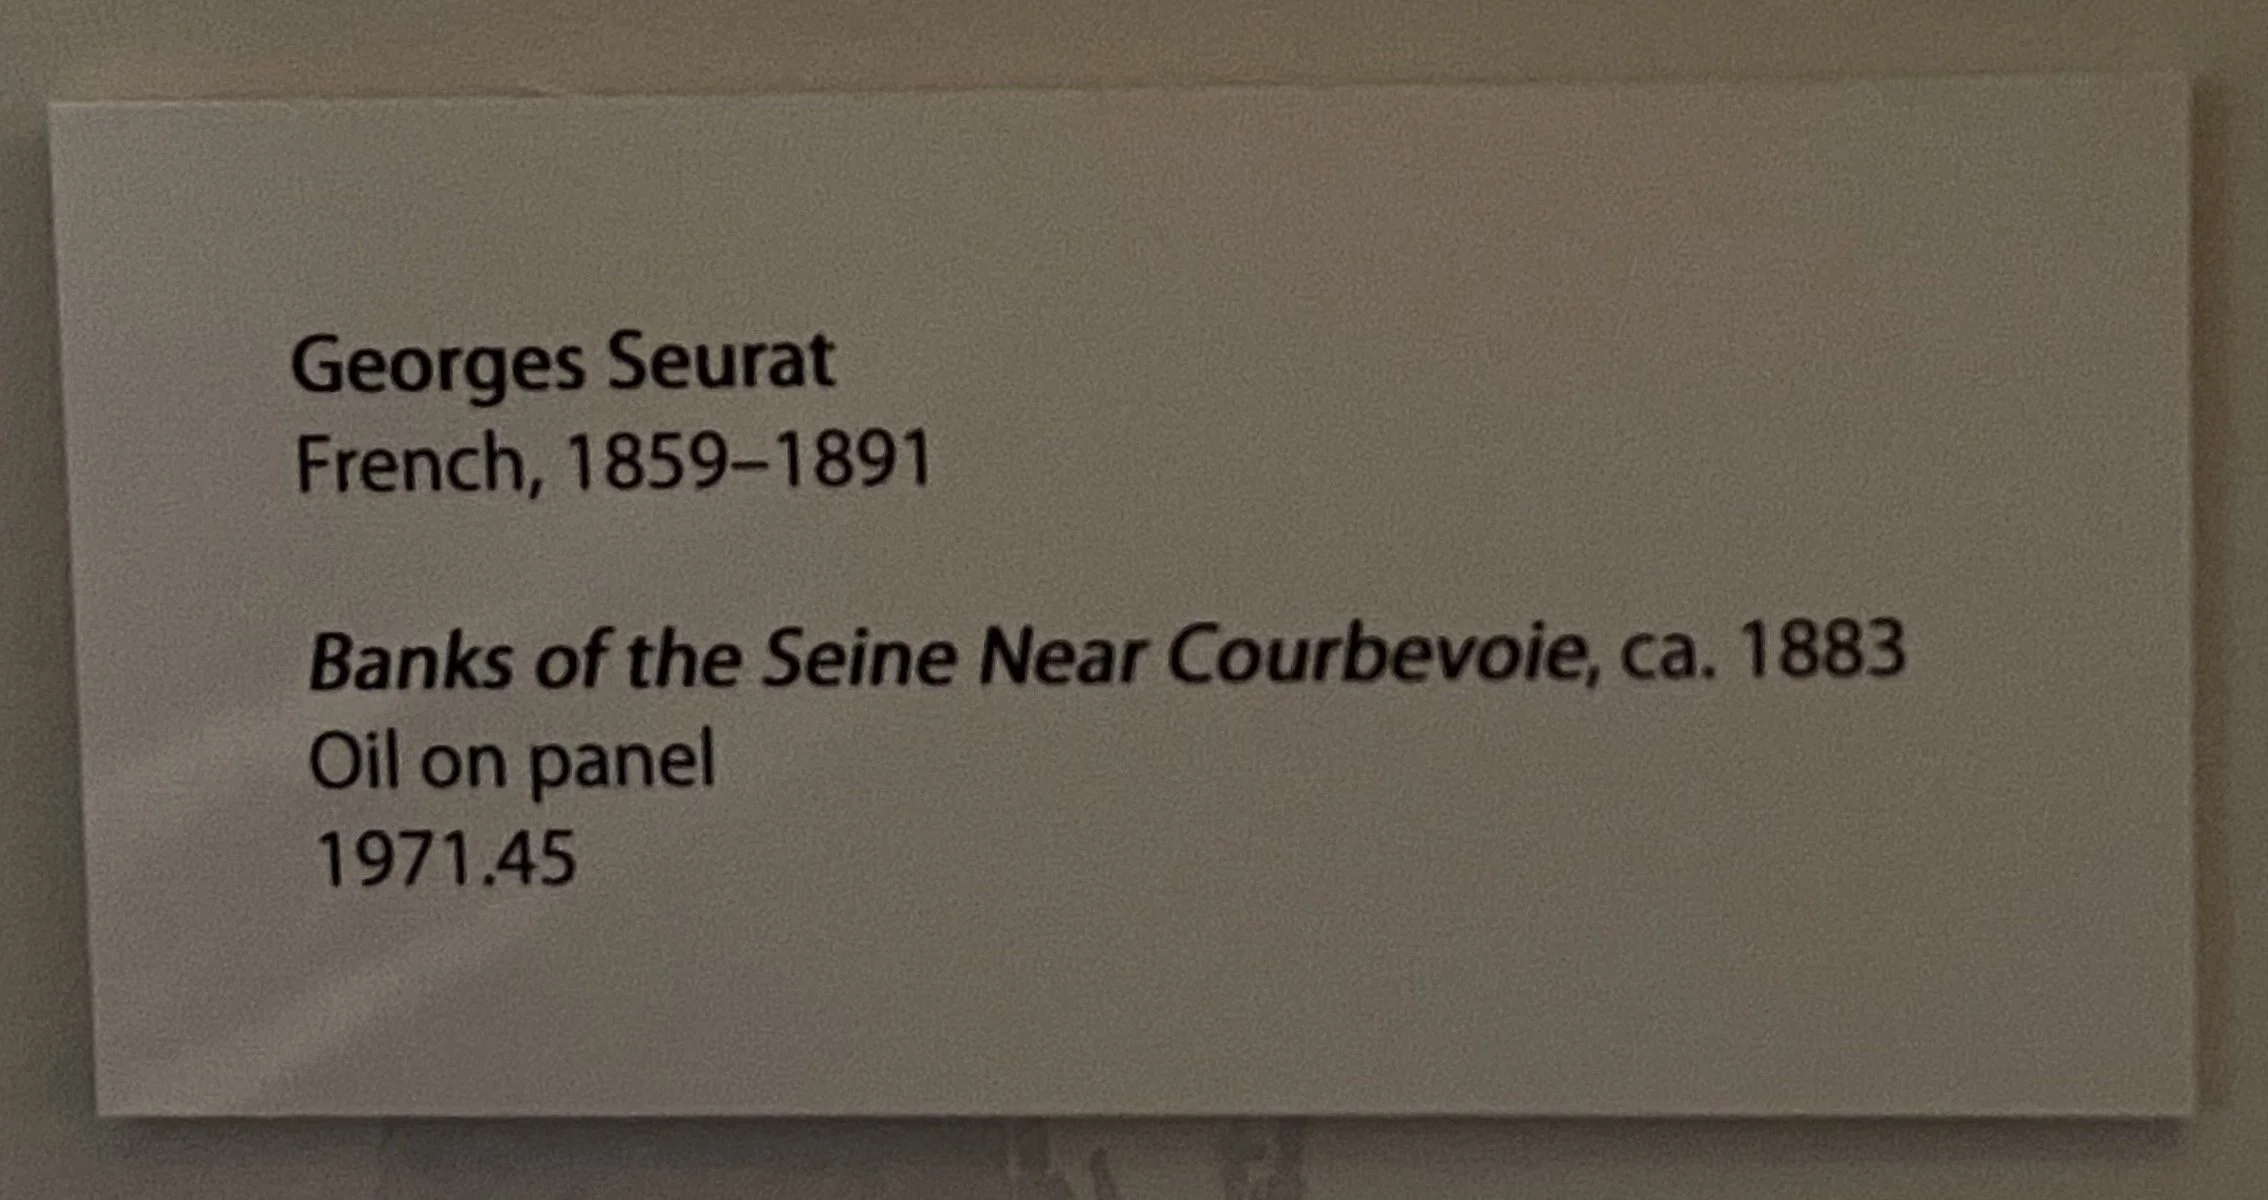 Georges Seurat
French, 1859–1891
Banks of the Seine Near Courbevoie, ca. 1883
Oil on panel
1971.45